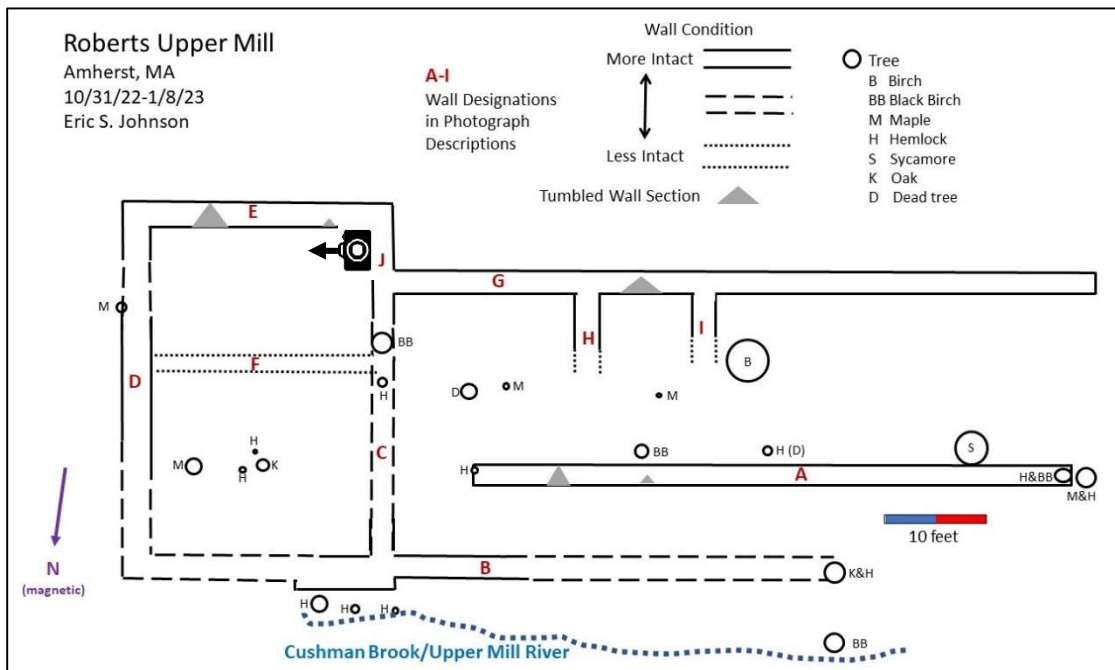 Roberts Upper Mill
Amherst, MA
10/31/22-1/8/23
Eric S. Johnson
A-I
Wall Designations
in Photograph
Descriptions
Wall Condition
More Intact
Less Intact
Tumbled Wall Section
Tree
B Birch
BB Black Birch
M Maple
H Hemlock
S Sycamore
K Oak
D Dead tree
E
J
G
M
BB
H
I
B
F
D
H
D
M
M
C
M
H
H
K
H
BB
H (D)
S
A
H&BB
M&H
10 feet
N
(magnetic)
B
K&H
H
H
H
BB
Cushman Brook/Upper Mill River